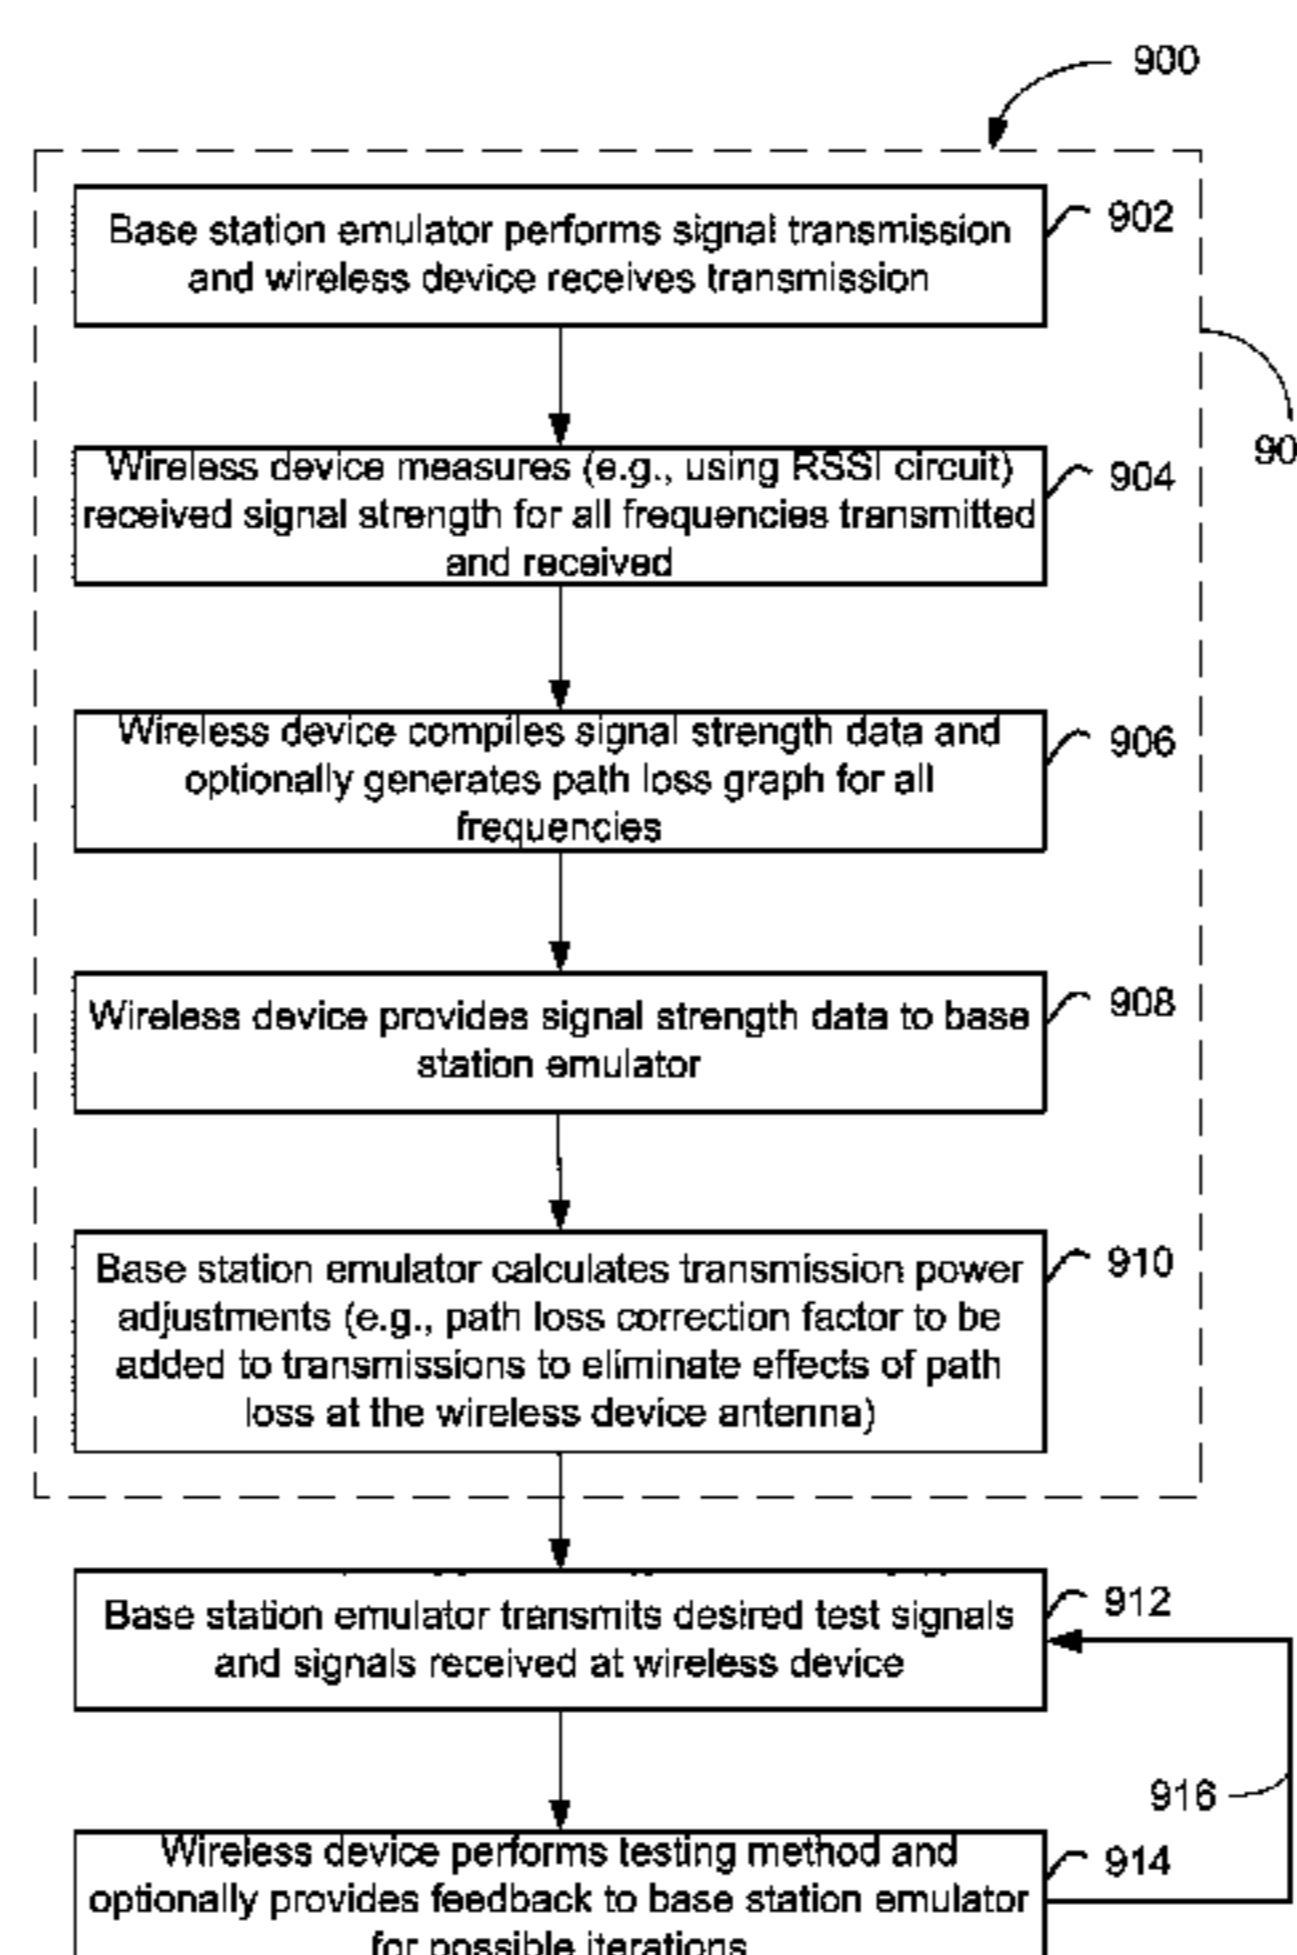 900
Base station emulator performs signal transmission
and wireless device receives transmission
902
90
Wireless device measures (e.g., using RSSI circuit)
received signal strength for all frequencies transmitted
and received
904
Wireless device compiles signal strength data and
optionally generates path loss graph for all
frequencies
906
Wireless device provides signal strength data to base
station emulator
908
Base station emulator calculates transmission power
adjustments (e.g., path loss correction factor to be
added to transmissions to eliminate effects of path
loss at the wireless device antenna)
910
Base station emulator transmits desired test signals
and signals received at wireless device
912
916
Wireless device performs testing method and
optionally provides feedback to base station emulator
for possible iterations
914